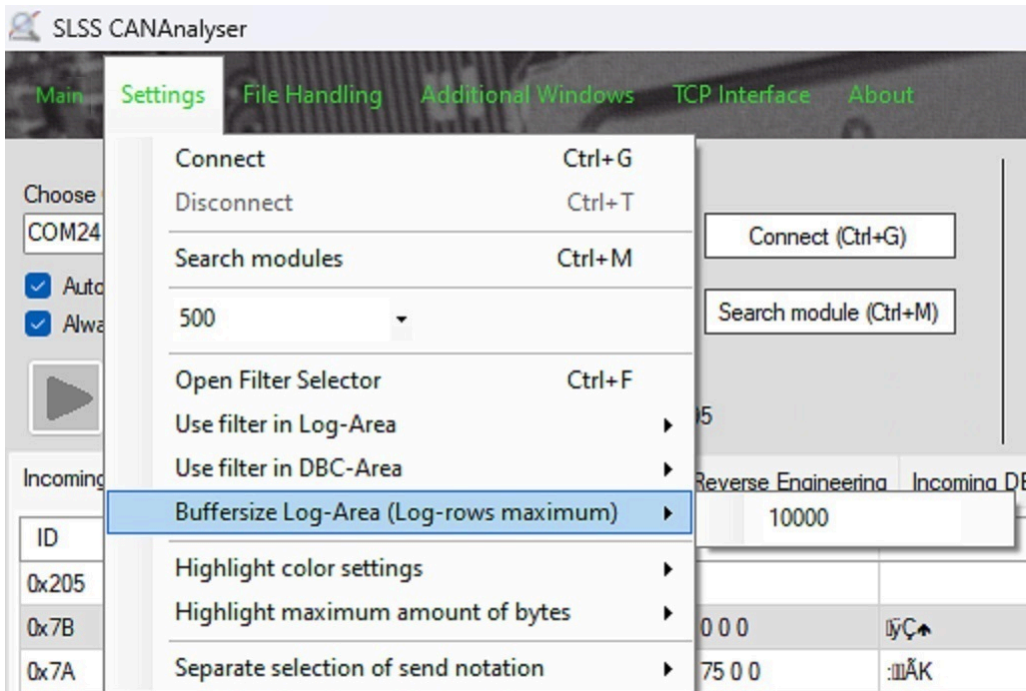 SLSS CANAnalyser
Main Settings File Handling Additional Windows TCP Interface About
Connect Ctrl+G
Choose
Disconnect Ctrl+T
COM24
Connect (Ctrl+G)
Search modules Ctrl+M
Auto
500
Search module (Ctrl+M)
Alwa
Open Filter Selector Ctrl+F
Use filter in Log-Area
Use filter in DBC-Area
Incoming
Reverse Engineering Incoming DB
Buffersize Log-Area (Log-rows maximum)
10000
ID
Highlight color settings
0x205
Highlight maximum amount of bytes
0x7B
0 0 0
Separate selection of send notation
0x7A
75 0 0